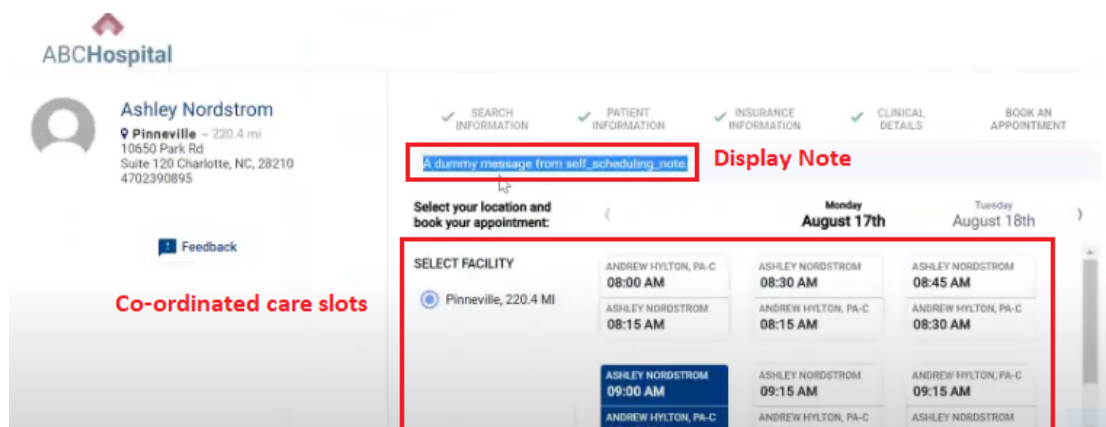 ABCHospital
Ashley Nordstrom
Pinneville - 220.4 mi
10650 Park Rd
Suite 120 Charlotte, NC, 28210
4702390895
Feedback
Co-ordinated care slots
SEARCH
INFORMATION
PATIENT
INFORMATION
INSURANCE
INFORMATION
CLINICAL
DETAILS
BOOK AN
APPOINTMENT
A dummy message from self_scheduling_note.
Display Note
Select your location and
book your appointment:
Monday
August 17th
Tuesday
August 18th
SELECT FACILITY
Pinneville, 220.4 MI
ANDREW HYLTON, PA-C
08:00 AM
ASHLEY NORDSTROM
08:15 AM
ASHLEY NORDSTROM
08:30 AM
ANDREW HYLTON, PA-C
08:15 AM
ASHLEY NORDSTROM
08:45 AM
ANDREW HYLTON, PA-C
08:30 AM
ASHLEY NORDSTROM
09:00 AM
ANDREW HYLTON, PA-C
ASHLEY NORDSTROM
09:15 AM
ANDREW HYLTON, PA-C
ANDREW HYLTON, PA-C
09:15 AM
ASHLEY NORDSTROM